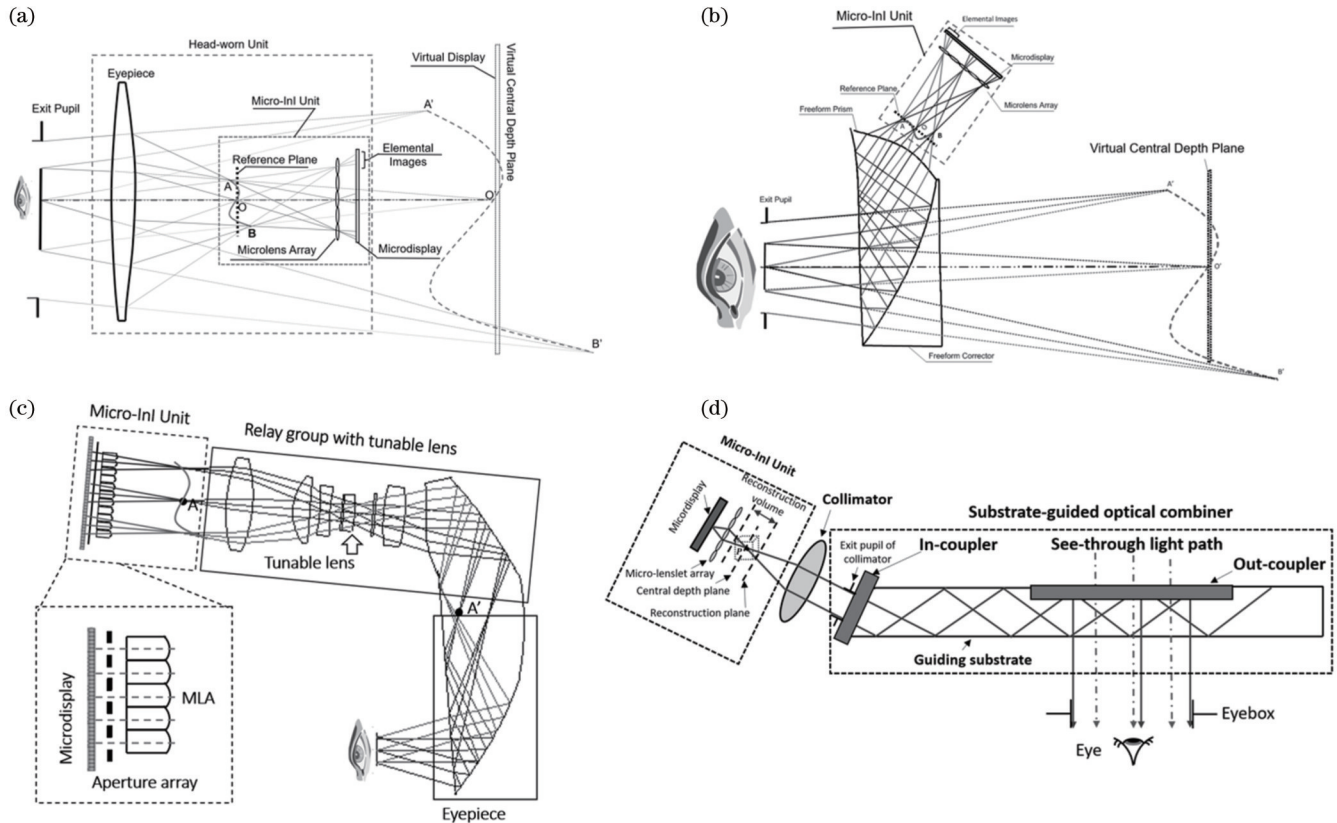 (a)
Head-worn Unit
Eyepiece
Exit Pupil
Virtual Display
Virtual Central Depth Plane
Micro-InI Unit
A'
Elemental
Images
Reference Plane
A
O
B
O'
Microlens Array
Microdisplay
B'
(b)
Micro-InI Unit
Elemental Images
Microdisplay
Reference Plane
Microlens Array
Freeform Prism
A
O
B
Virtual Central Depth Plane
Exit Pupil
A'
O'
Freeform Corrector
B'
(c)
Micro-InI Unit
Relay group with tunable lens
A
Tunable lens
A'
Microdisplay
MLA
Aperture array
Eyepiece
(d)
Micro-InI Unit
Micordisplay
Reconstruction
volume
Collimator
P
Micro-lenslet array
Central depth plane
Reconstruction plane
Exit pupil of
collimator
In-coupler
Substrate-guided optical combiner
See-through light path
Out-coupler
Guiding substrate
Eyebox
Eye